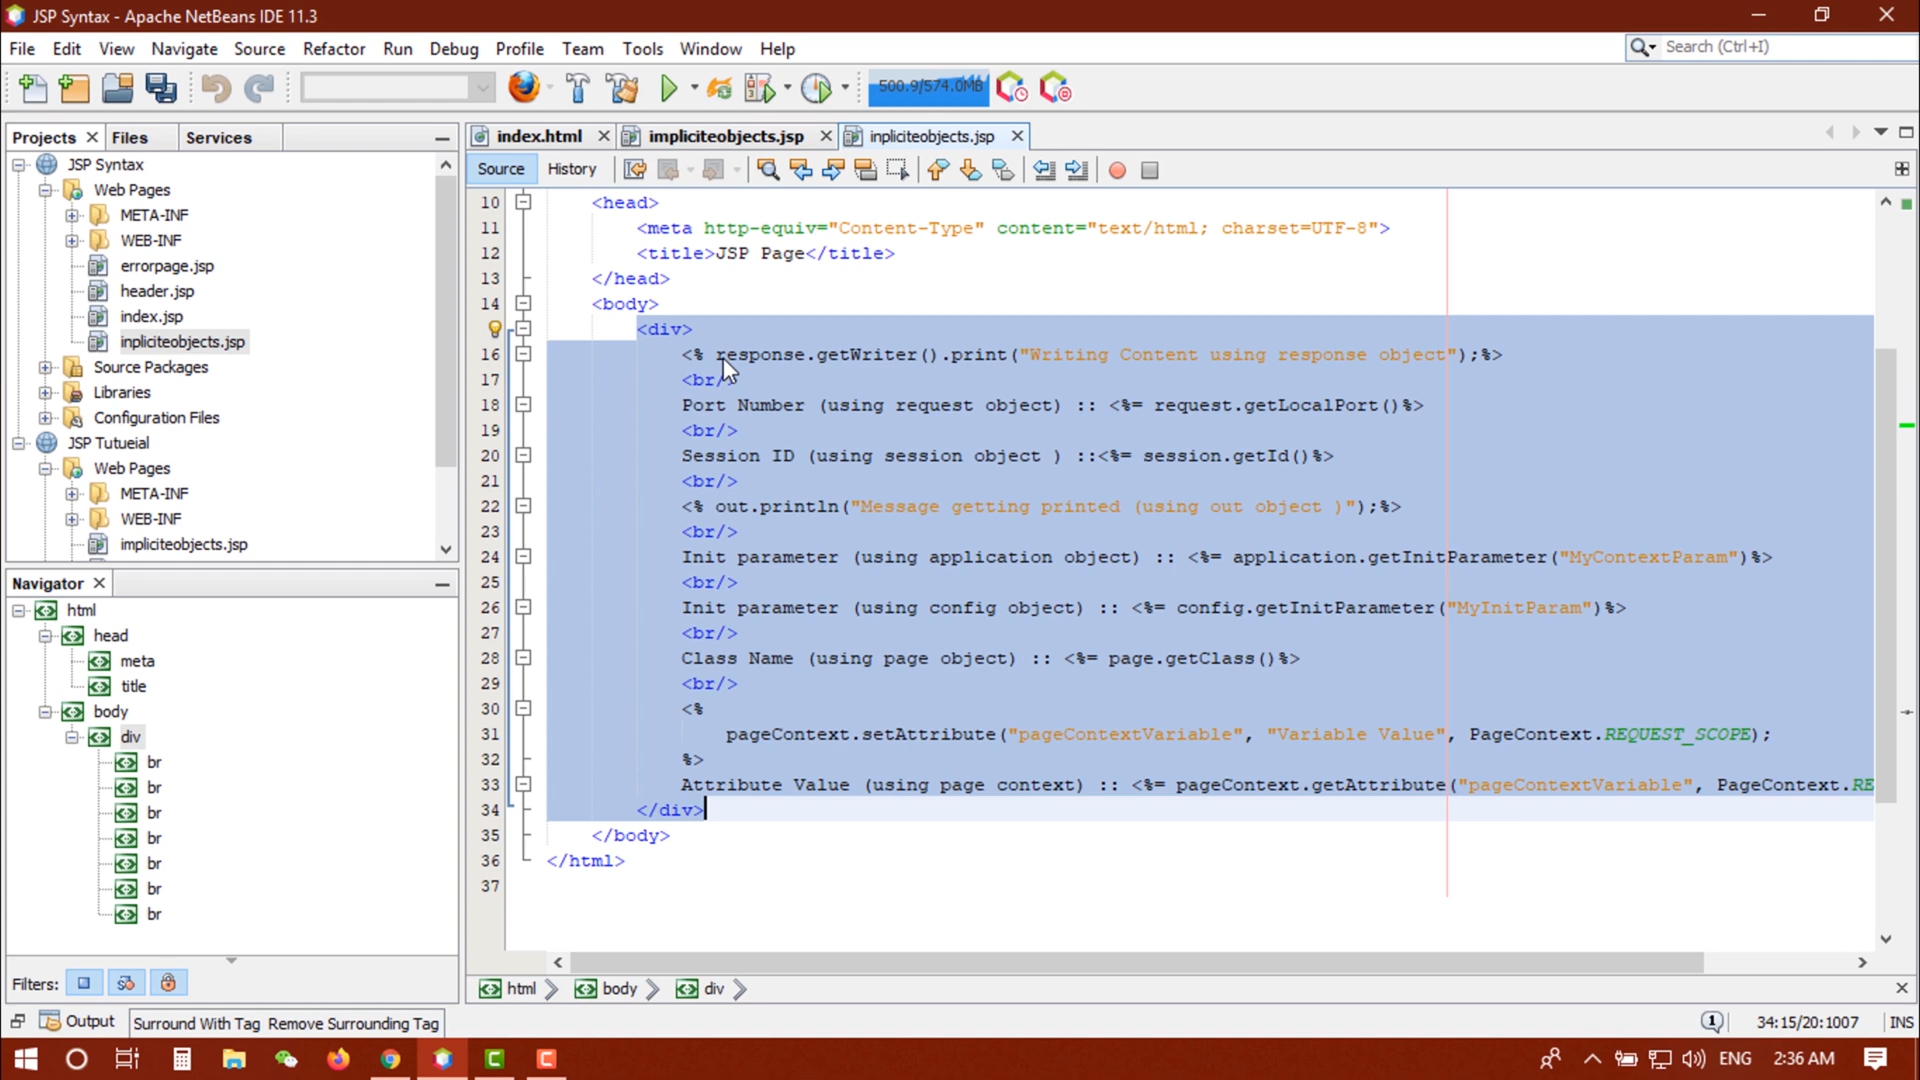 JSP Syntax - Apache NetBeans IDE 11.3
File Edit View Navigate Source Refactor Run Debug Profile Team Tools Window Help
Search (Ctrl+I)
500.9/574.0MB
Projects Files Services
index.html impliciteobjects.jsp inpliciteobjects.jsp
Source History
JSP Syntax
Web Pages
META-INF
WEB-INF
errorpage.jsp
header.jsp
index.jsp
inpliciteobjects.jsp
Source Packages
Libraries
Configuration Files
JSP Tutueial
Web Pages
META-INF
WEB-INF
impliciteobjects.jsp
Navigator
html
head
meta
title
body
div
br
br
br
br
br
br
br
Filters:
10 <head>
11 <meta http-equiv="Content-Type" content="text/html; charset=UTF-8">
12 <title>JSP Page</title>
13 </head>
14 <body>
<div>
16 <% response.getWriter().print("Writing Content using response object");%>
17 <br/>
18 Port Number (using request object) :: <%= request.getLocalPort()%>
19 <br/>
20 Session ID (using session object ) ::<%= session.getId()%>
21 <br/>
22 <% out.println("Message getting printed (using out object )");%>
23 <br/>
24 Init parameter (using application object) :: <%= application.getInitParameter("MyContextParam")%>
25 <br/>
26 Init parameter (using config object) :: <%= config.getInitParameter("MyInitParam")%>
27 <br/>
28 Class Name (using page object) :: <%= page.getClass()%>
29 <br/>
30 <%
31 pageContext.setAttribute("pageContextVariable", "Variable Value", PageContext.REQUEST_SCOPE);
32 %>
33 Attribute Value (using page context) :: <%= pageContext.getAttribute("pageContextVariable", PageContext.RE
34 </div>
35 </body>
36 </html>
37
html body div
Output Surround With Tag Remove Surrounding Tag
1 34:15/20:1007 INS
ENG 2:36 AM